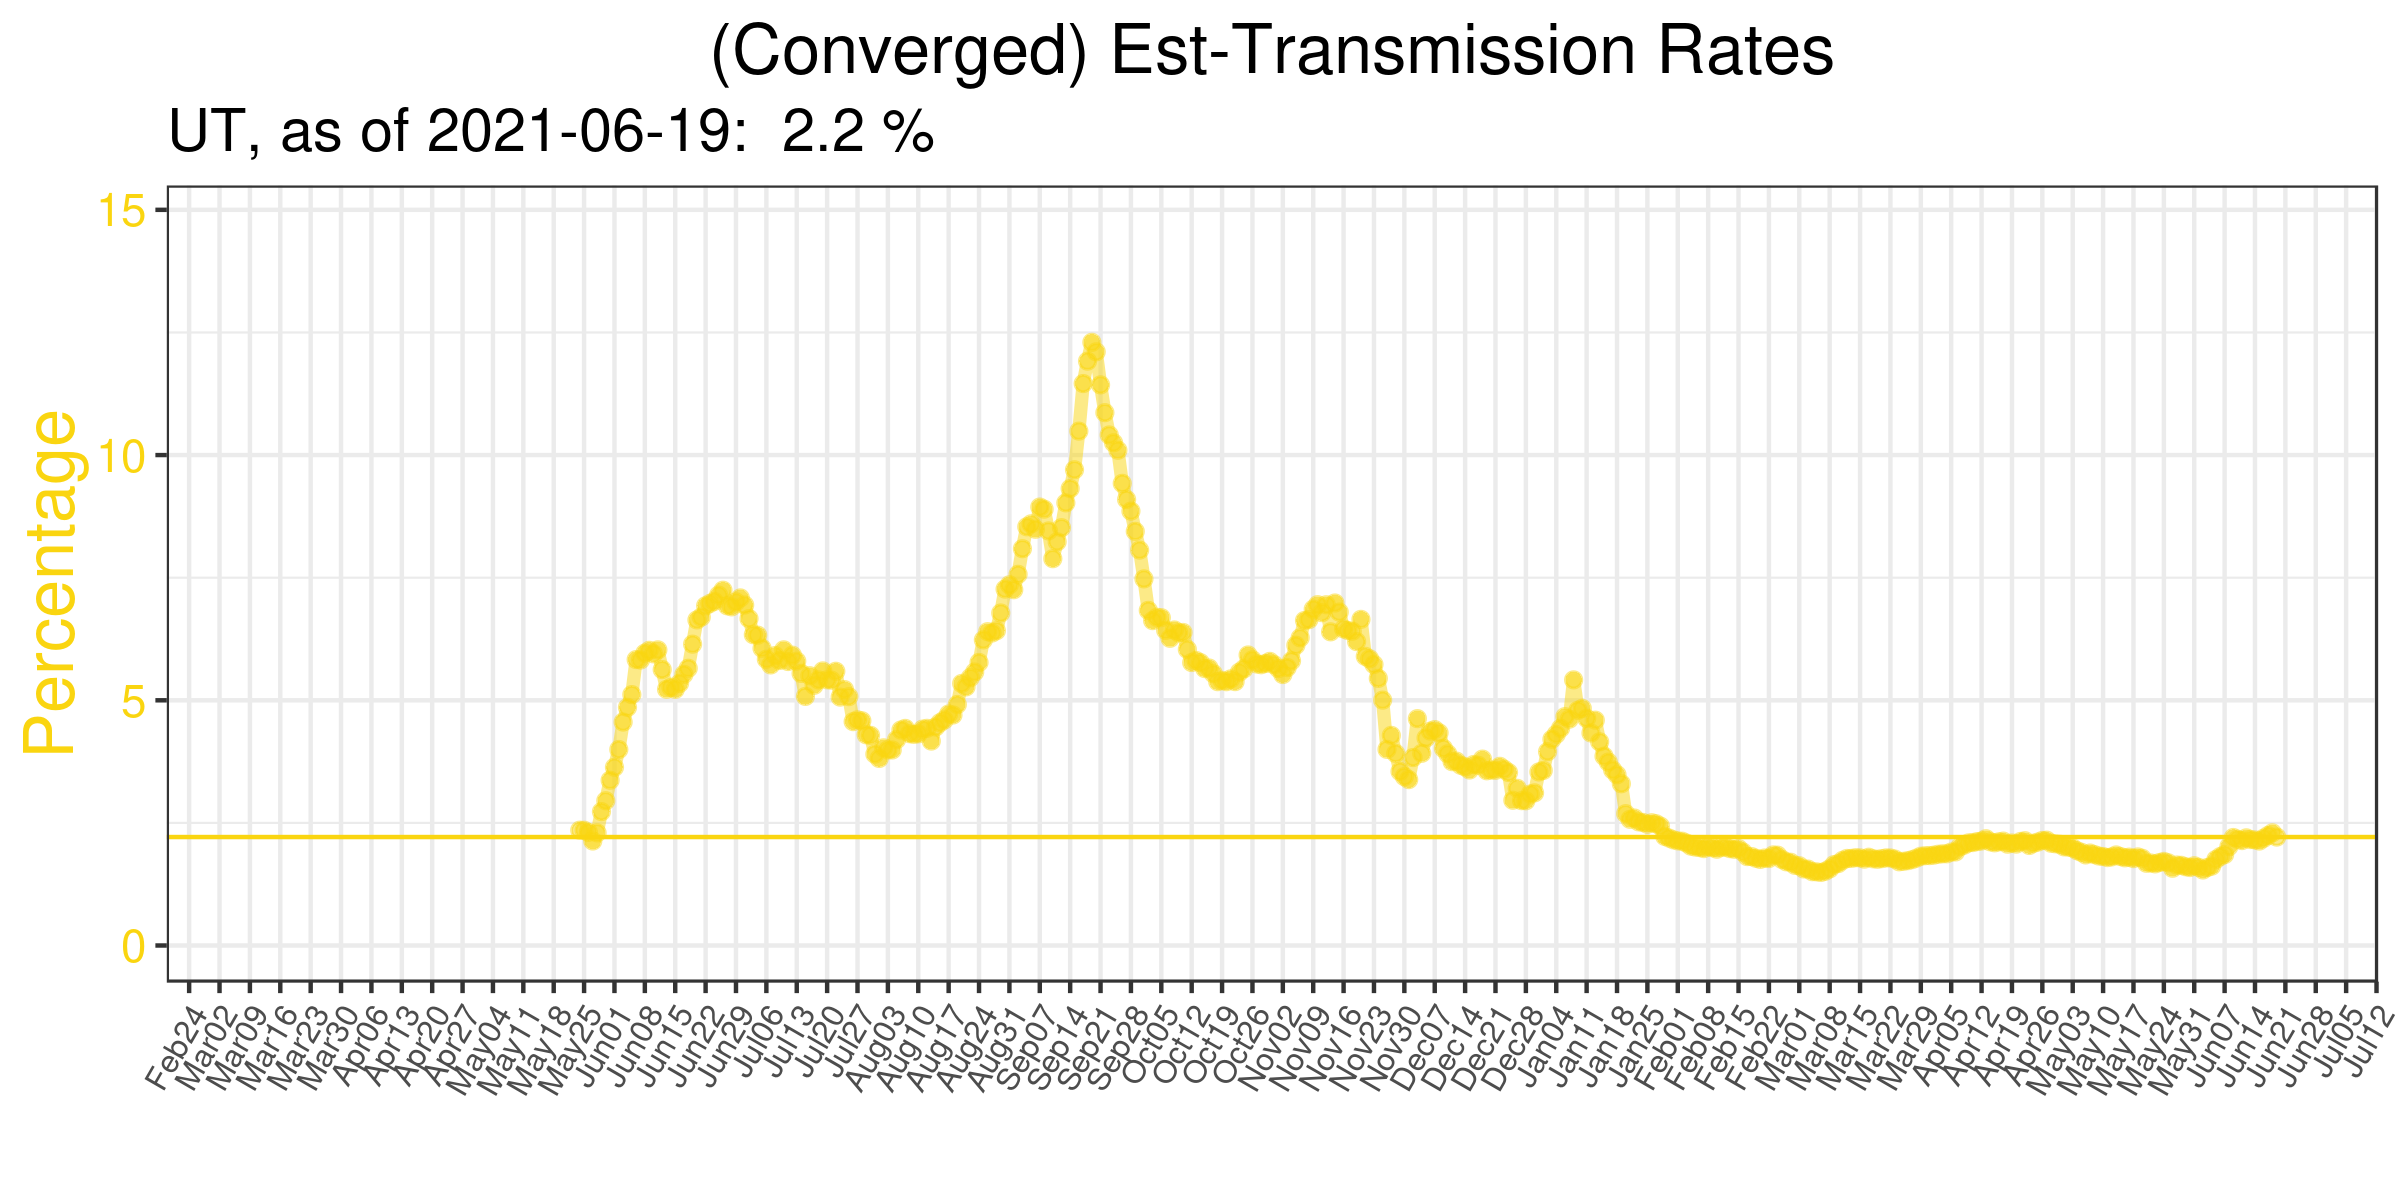 (Converged) Est-Transmission Rates
UT, as of 2021-06-19:  2.2 %
Percentage
15
10
5
0
Feb24
Mar02
Mar09
Mar16
Mar23
Mar30
Apr06
Apr13
Apr20
Apr27
May04
May11
May18
May25
Jun01
Jun08
Jun15
Jun22
Jun29
Jul06
Jul13
Jul20
Jul27
Aug03
Aug10
Aug17
Aug24
Aug31
Sep07
Sep14
Sep21
Sep28
Oct05
Oct12
Oct19
Oct26
Nov02
Nov09
Nov16
Nov23
Nov30
Dec07
Dec14
Dec21
Dec28
Jan04
Jan11
Jan18
Jan25
Feb01
Feb08
Feb15
Feb22
Mar01
Mar08
Mar15
Mar22
Mar29
Apr05
Apr12
Apr19
Apr26
May03
May10
May17
May24
May31
Jun07
Jun14
Jun21
Jun28
Jul05
Jul12